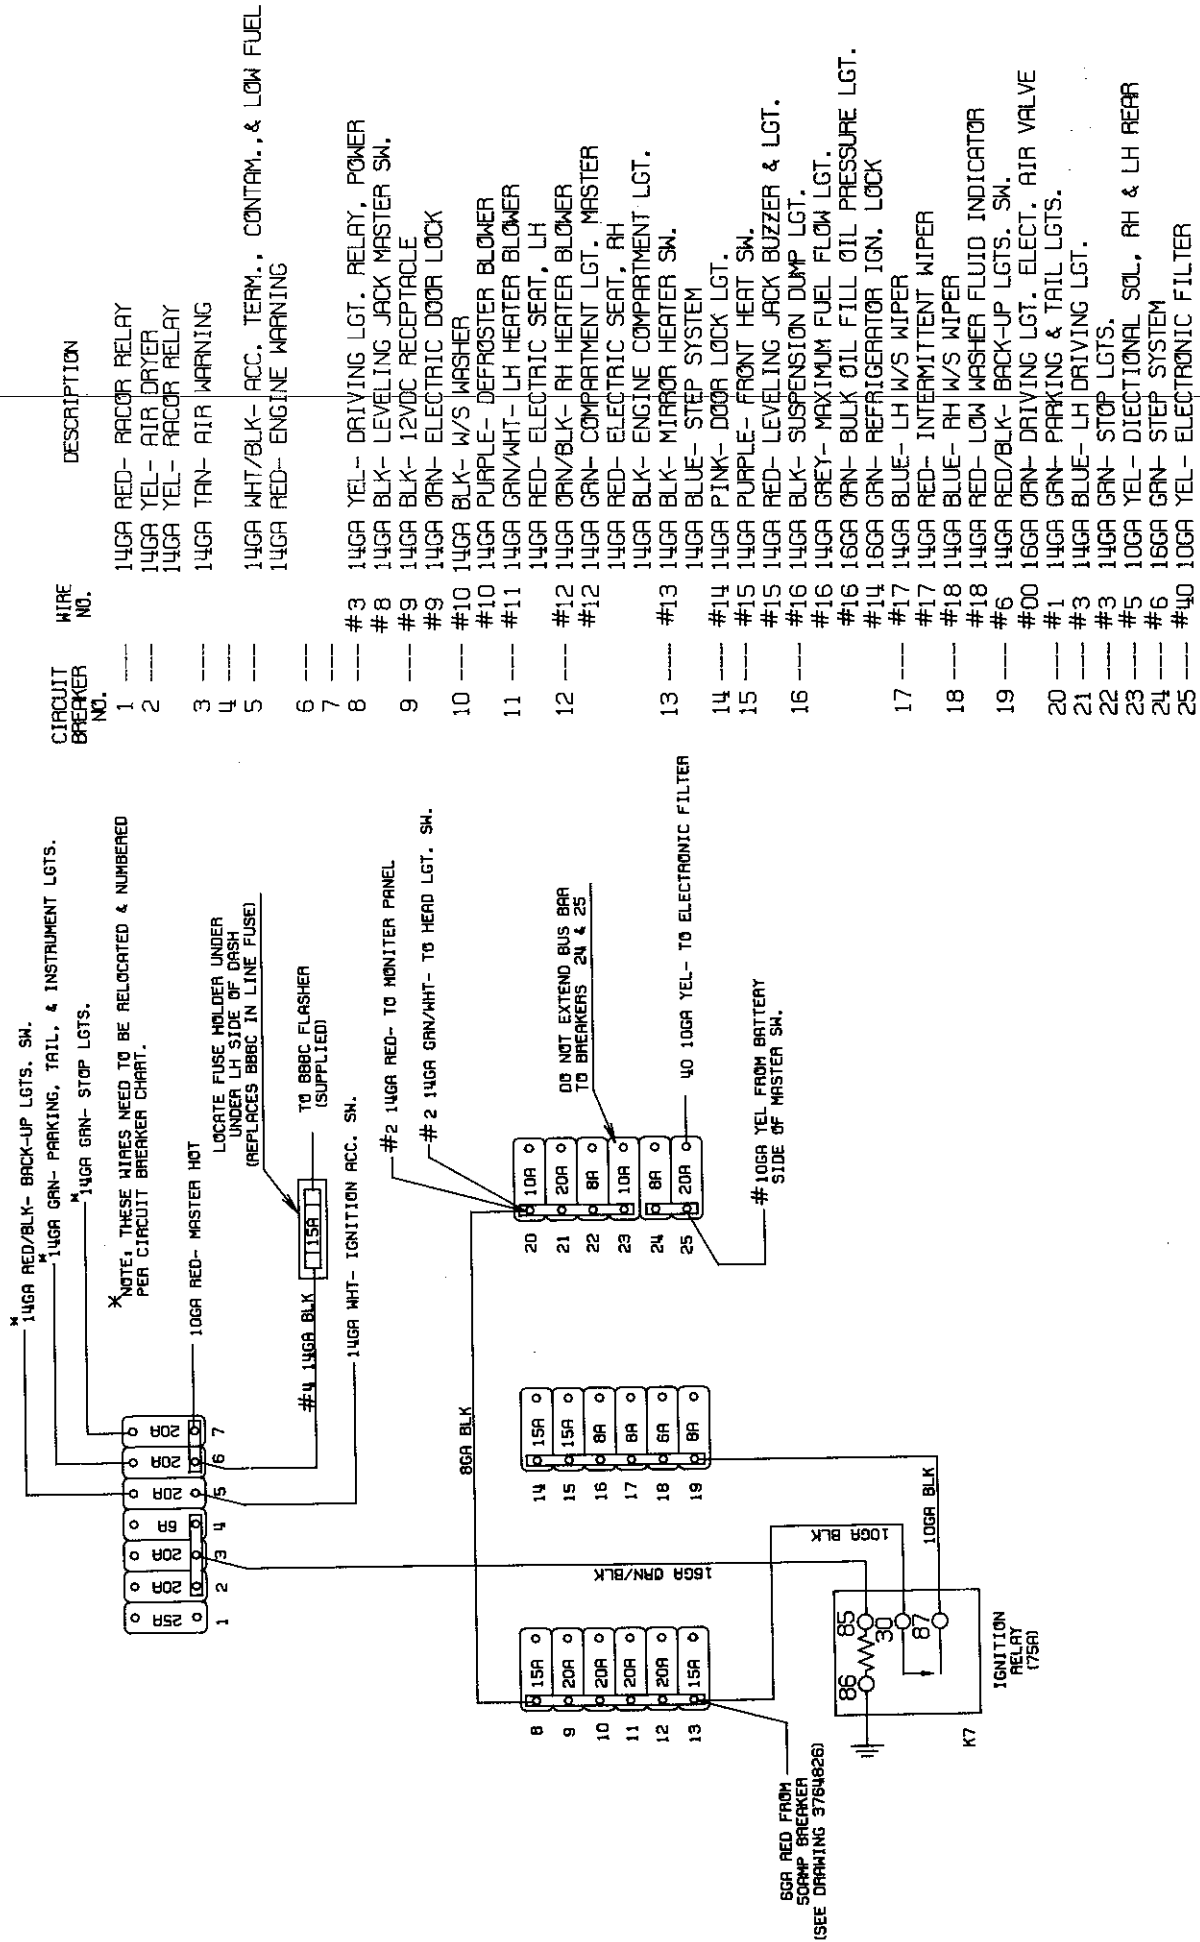 CIRCUIT BREAKER NO. WIRE NO. DESCRIPTION
1 ---- 14GA RED- RACOR RELAY
2 ---- 14GA YEL- AIR DRYER
14GA YEL- RACOR RELAY
3 ---- 14GA TAN- AIR WARNING
4 ----
5 ---- 14GA WHT/BLK- ACC. TERM., CONTAM.,& LOW FUEL
14GA RED- ENGINE WARNING
6 ----
7 ----
8 ---- #3 14GA YEL- DRIVING LGT. RELAY, POWER
#8 14GA BLK- LEVELING JACK MASTER SW.
9 ---- #9 14GA BLK- 12VDC RECEPTACLE
#9 14GA ORN- ELECTRIC DOOR LOCK
10 ---- #10 14GA BLK- W/S WASHER
#10 14GA PURPLE- DEFROSTER BLOWER
11 ---- #11 14GA GRN/WHT- LH HEATER BLOWER
14GA RED- ELECTRIC SEAT, LH
12 ---- #12 14GA ORN/BLK- RH HEATER BLOWER
#12 14GA GRN- COMPARTMENT LGT. MASTER
14GA RED- ELECTRIC SEAT, RH
14GA BLK- ENGINE COMPARTMENT LGT.
13 ---- #13 14GA BLK- MIRROR HEATER SW.
14GA BLUE- STEP SYSTEM
14 ---- #14 14GA PINK- DOOR LOCK LGT.
15 ---- #15 14GA PURPLE- FRONT HEAT SW.
#15 14GA RED- LEVELING JACK BUZZER & LGT.
16 ---- #16 14GA BLK- SUSPENSION DUMP LGT.
#16 14GA GREY- MAXIMUM FUEL FLOW LGT.
#16 16GA ORN- BULK OIL FILL OIL PRESSURE LGT.
#14 16GA GRN- REFRIGERATOR IGN. LOCK
17 ---- #17 14GA BLUE- LH W/S WIPER
#17 14GA RED- INTERMITTENT WIPER
18 ---- #18 14GA BLUE- RH W/S WIPER
#18 14GA RED- LOW WASHER FLUID INDICATOR
19 ---- #6 14GA RED/BLK- BACK-UP LGTS. SW.
#00 16GA ORN- DRIVING LGT. ELECT. AIR VALVE
20 ---- #1 14GA GRN- PARKING & TAIL LGTS.
21 ---- #3 14GA BLUE- LH DRIVING LGT.
22 ---- #3 14GA GRN- STOP LGTS.
23 ---- #5 10GA YEL- DIECTIONAL SOL, RH & LH REAR
24 ---- #6 16GA GRN- STEP SYSTEM
25 ---- #40 10GA YEL- ELECTRONIC FILTER
* 14GA RED/BLK- BACK-UP LGTS. SW.
* 14GA GRN- PARKING, TAIL, & INSTRUMENT LGTS.
* 14GA GRN- STOP LGTS.
* NOTE: THESE WIRES NEED TO BE RELOCATED & NUMBERED
PER CIRCUIT BREAKER CHART.
10GA RED- MASTER HOT
LOCATE FUSE HOLDER UNDER
UNDER LH SIDE OF DASH
(REPLACES BBBC IN LINE FUSE)
25A 20A 20A 6A 20A 20A 20A
1 2 3 4 5 6 7
#4 14GA BLK
15A
TO BBBC FLASHER
(SUPPLIED)
14GA WHT- IGNITION ACC. SW.
#2 14GA RED- TO MONITER PANEL
# 2 14GA GRN/WHT- TO HEAD LGT. SW.
8GA BLK
8 15A
9 20A
10 20A
11 20A
12 20A
13 15A
14 15A
15 15A
16 8A
17 8A
18 6A
19 8A
20 10A
21 20A
22 8A
23 10A
24 8A
25 20A
DO NOT EXTEND BUS BAR
TO BREAKERS 24 & 25
40 10GA YEL- TO ELECTRONIC FILTER
#10GA YEL FROM BATTERY
SIDE OF MASTER SW.
16GA ORN/BLK
10GA BLK
10GA BLK
6GA RED FROM
50AMP BREAKER
(SEE DRAWING 3764826)
86 85
30
87
K7
IGNITION
RELAY
(75A)